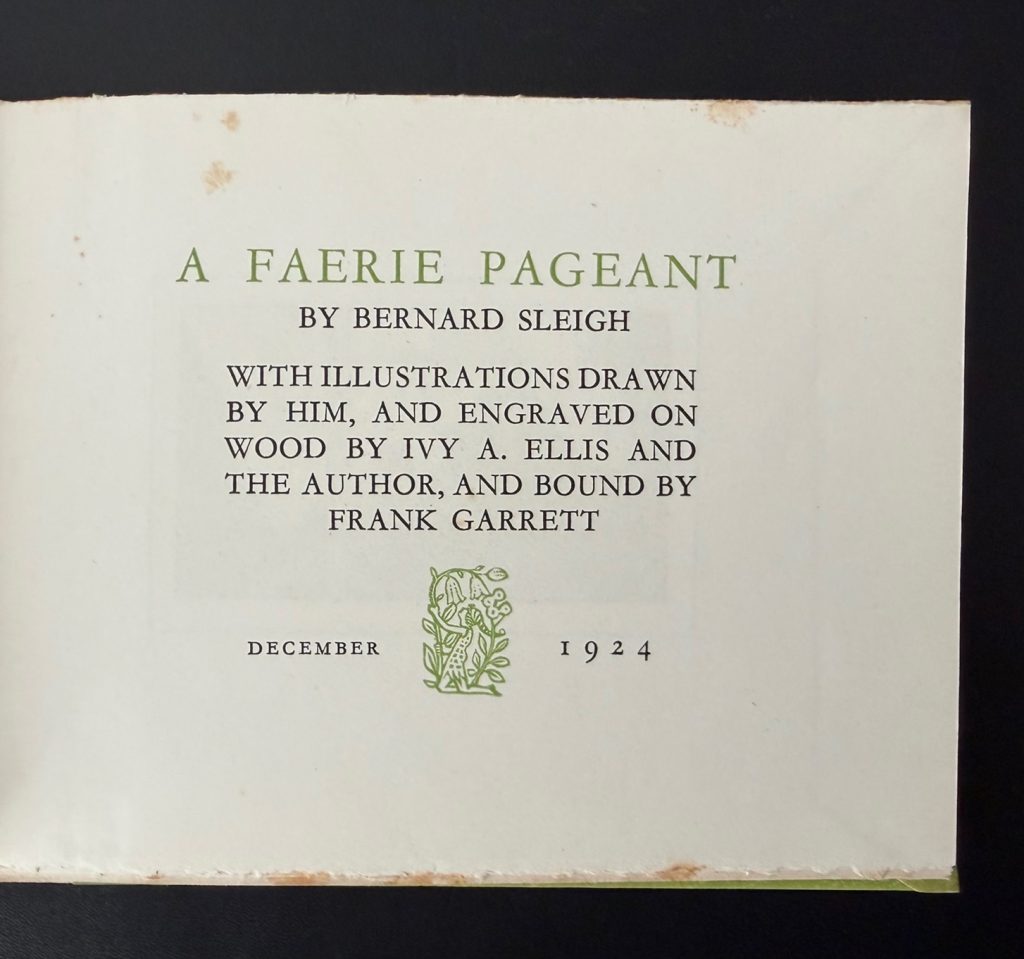 A FAERIE PAGEANT
BY BERNARD SLEIGH
WITH ILLUSTRATIONS DRAWN
BY HIM, AND ENGRAVED ON
WOOD BY IVY A. ELLIS AND
THE AUTHOR, AND BOUND BY
FRANK GARRETT
DECEMBER 1924